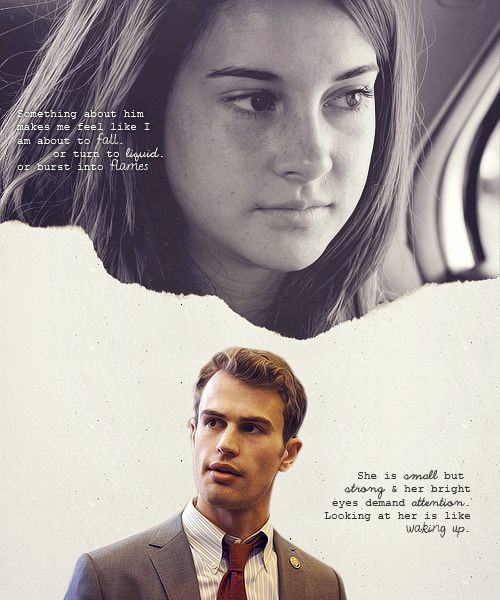 Something about him
makes me feel like I
am about to fall.
or turn to liquid.
or burst into flames
She is small but
strong & her bright
eyes demand attention.
Looking at her is like
waking up.